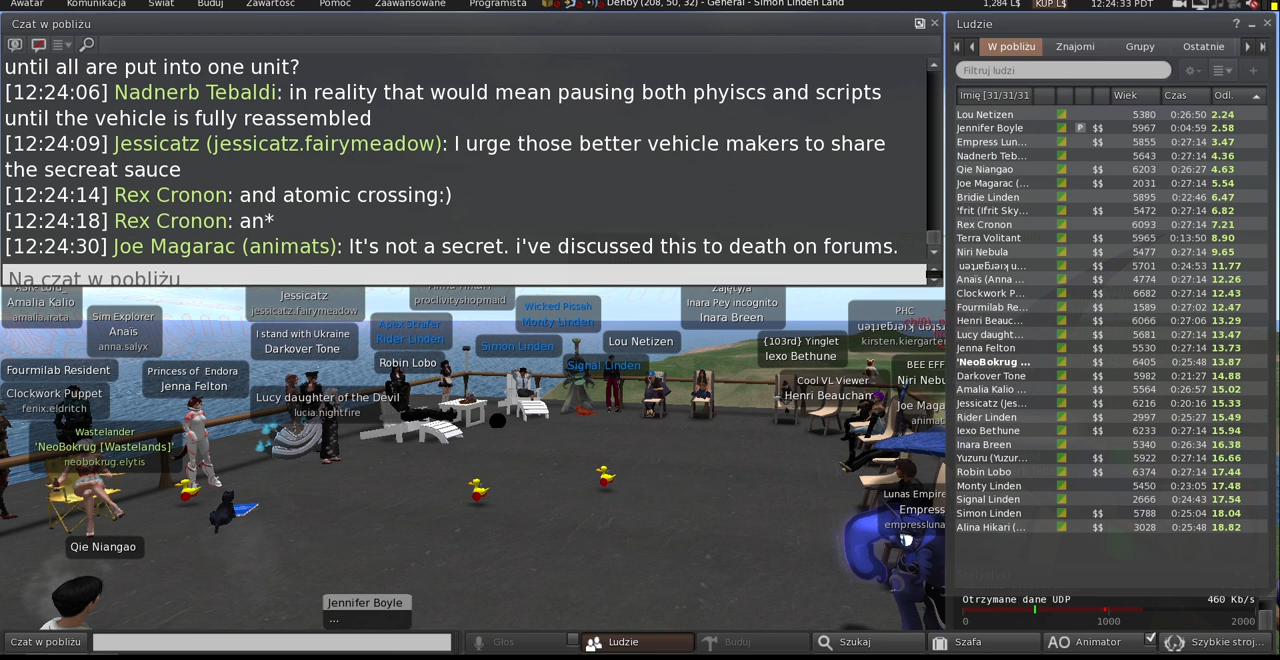 Awatar Komunikacja Świat Buduj Zawartość Pomoc Zaawansowane Programista Denby (208, 50, 32) - General - Simon Linden Land 1,284 L$ KUP L$ 12:24:33 PDT
Czat w pobliżu
until all are put into one unit?
[12:24:06] Nadnerb Tebaldi: in reality that would mean pausing both phyiscs and scripts
until the vehicle is fully reassembled
[12:24:09] Jessicatz (jessicatz.fairymeadow): I urge those better vehicle makers to share
the secreat sauce
[12:24:14] Rex Cronon: and atomic crossing:)
[12:24:18] Rex Cronon: an*
[12:24:30] Joe Magarac (animats): It's not a secret. i've discussed this to death on forums.
Na czat w pobliżu
Amalia Kalio
amalia.irata
Sim Explorer
Anaïs
anna.salyx
Jessicatz
jessicatz.fairymeadow
proclivityshopmaid
Wicked Pissah
Monty Linden
Zajęty/a
Inara Pey incognito
Inara Breen
PHC
kirsten.kiergarten
I stand with Ukraine
Darkover Tone
Apex Strafer
Rider Linden
Simon Linden
Lou Netizen
{103rd} Yinglet
Iexo Bethune
Fourmilab Resident
Princess of Endora
Jenna Felton
Robin Lobo
Signal Linden
BEE EFF
Niri Nebu
Clockwork Puppet
fenix.eldritch
Lucy daughter of the Devil
lucia.nightfire
Cool VL Viewer
Henri Beaucham
Joe Maga
animat
Wastelander
'NeoBokrug [Wastelands]'
neobokrug.elytis
Lunas Empire
Empress
empressluna
Qie Niangao
Jennifer Boyle
...
Czat w pobliżu Głos Ludzie Buduj Szukaj Szafa AO Animator Szybkie stroj...
Ludzie
W pobliżu Znajomi Grupy Ostatnie
Filtruj ludzi
Imię [31/31/31 Wiek Czas Odl.
Lou Netizen 5380 0:26:50 2.24
Jennifer Boyle P $$ 5967 0:04:59 2.58
Empress Lun... $$ 5855 0:27:14 3.47
Nadnerb Teb... 5643 0:27:14 4.36
Qie Niangao $$ 6203 0:26:27 4.63
Joe Magarac (... $$ 2031 0:27:14 5.54
Bridie Linden 5895 0:22:46 6.47
'frit (Ifrit Sky... $$ 5472 0:27:14 6.82
Rex Cronon 6093 0:27:14 7.21
Terra Volitant $$ 5965 0:13:50 8.90
Niri Nebula $$ 5477 0:27:14 9.65
$$ 5701 0:24:53 11.77
Anaïs (Anna ... $$ 4774 0:27:14 12.26
Clockwork P... $$ 6682 0:27:14 12.43
Fourmilab Re... $$ 1589 0:27:02 12.47
Henri Beauc... $$ 6066 0:27:06 13.29
Lucy daught... $$ 5681 0:27:14 13.47
Jenna Felton $$ 5530 0:27:14 13.73
'NeoBokrug ... $$ 6405 0:25:48 13.87
Darkover Tone $$ 5982 0:21:27 14.88
Amalia Kalio ... $$ 5564 0:26:57 15.02
Jessicatz (Jes... $$ 6216 0:20:16 15.33
Rider Linden $$ 2997 0:25:27 15.49
Iexo Bethune $$ 6233 0:27:14 15.94
Inara Breen 5340 0:26:34 16.38
Yuzuru (Yuzur... $$ 5922 0:27:14 16.66
Robin Lobo $$ 6374 0:27:14 17.44
Monty Linden 5450 0:23:05 17.48
Signal Linden 2666 0:24:43 17.54
Simon Linden $$ 5788 0:25:04 18.04
Alina Hikari (... $$ 3028 0:25:48 18.82
Otrzymane dane UDP 460 Kb/s
0 1000 2000